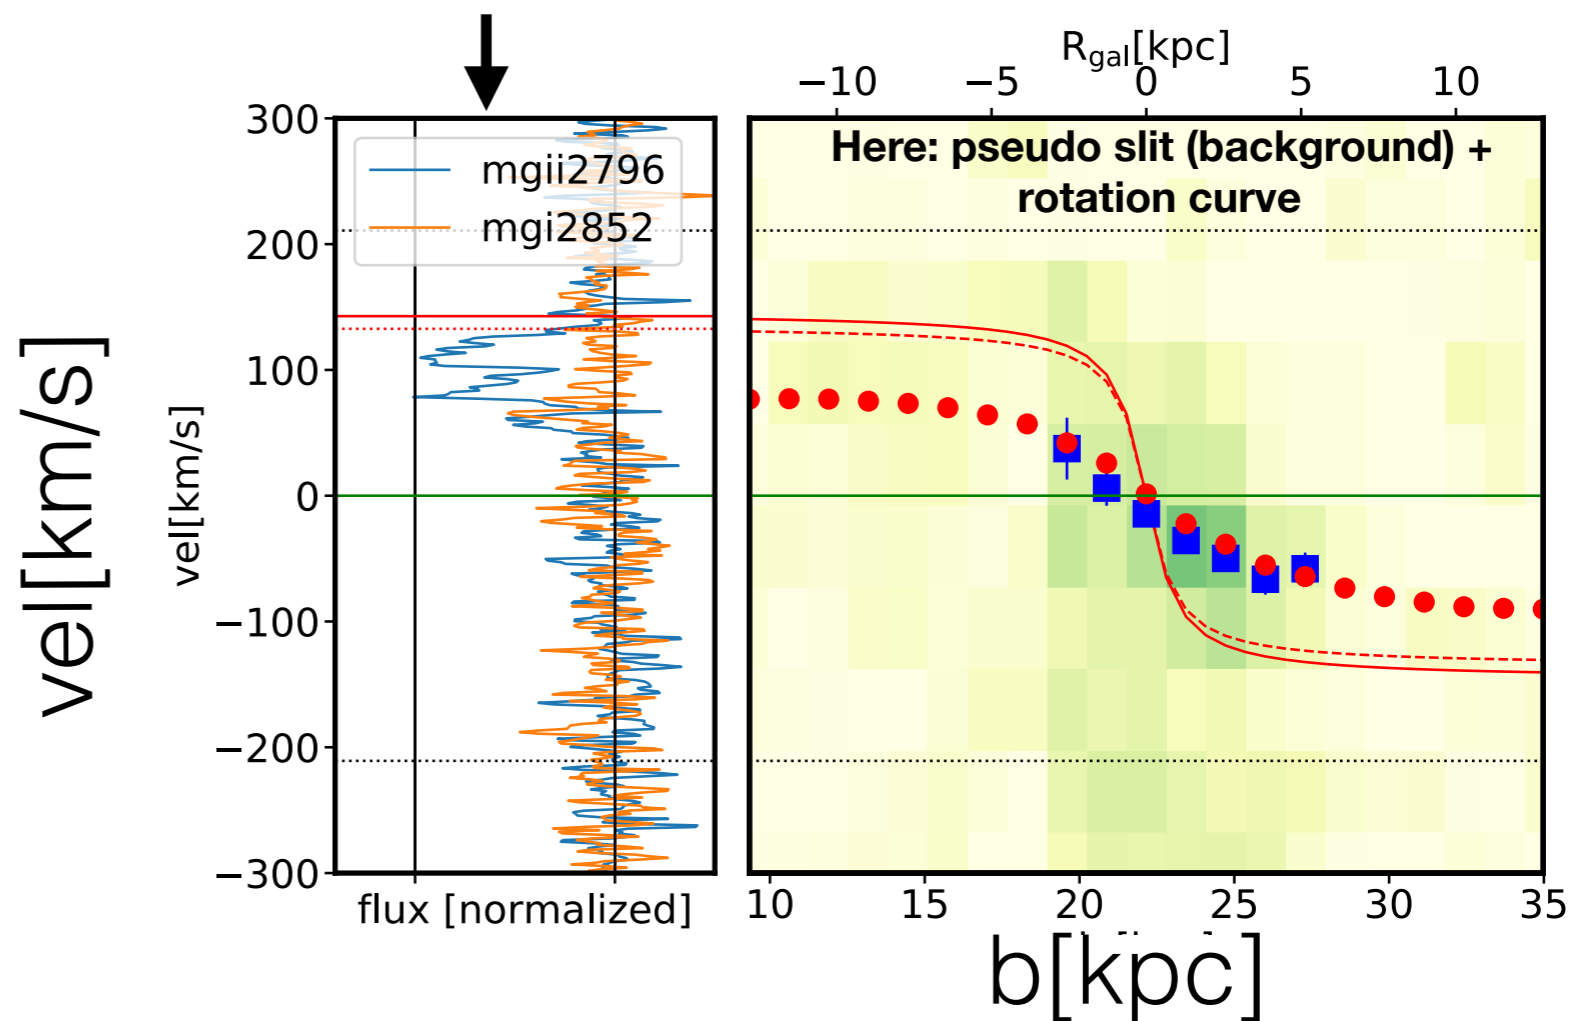 R_gal[kpc]
−10 −5 0 5 10
Here: pseudo slit (background) +
rotation curve
mgii2796
mgi2852
300
200
100
0
−100
−200
−300
vel[km/s]
vel[km/s]
flux [normalized]
10 15 20 25 30 35
b[kpc]